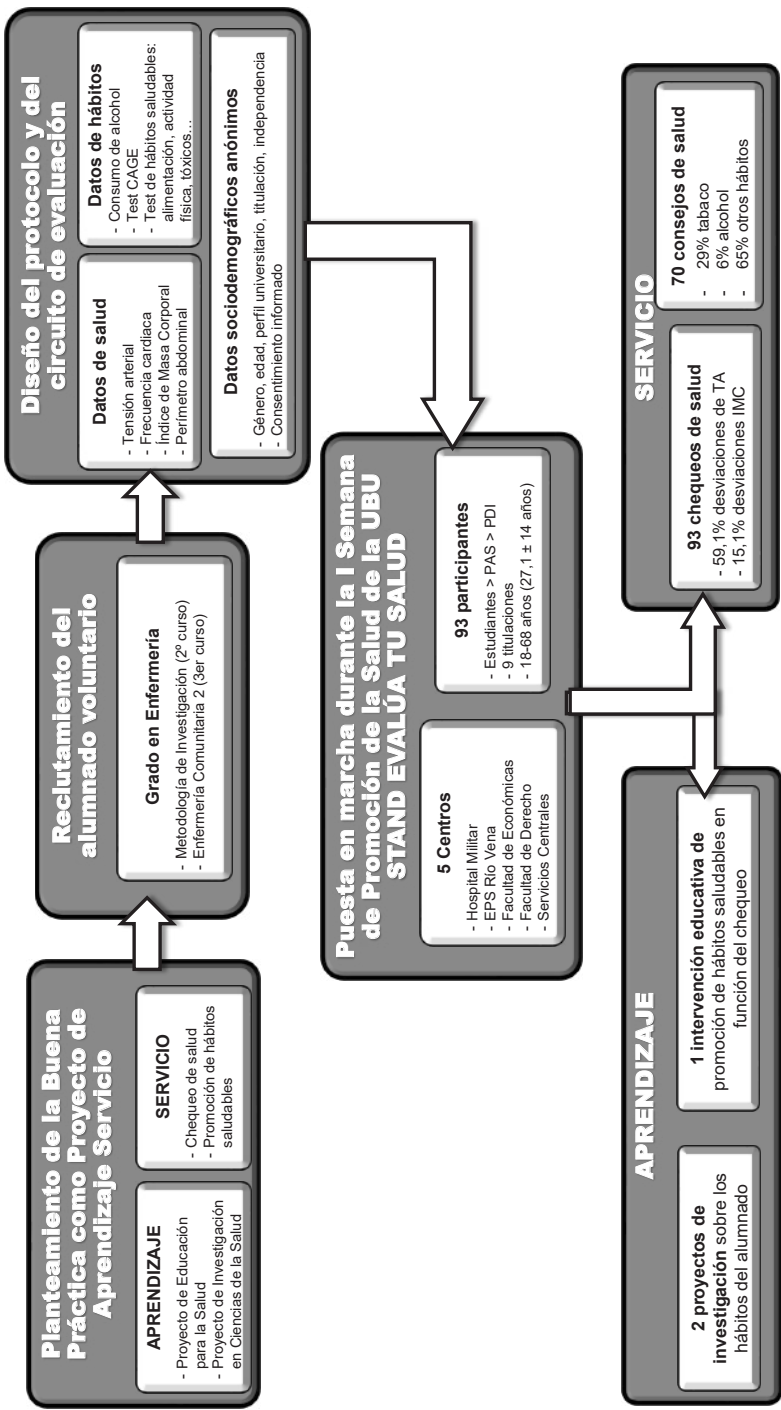 Planteamiento de la Buena
Práctica como Proyecto de
Aprendizaje Servicio
APRENDIZAJE
- Proyecto de Educación
para la Salud
- Proyecto de Investigación
en Ciencias de la Salud
SERVICIO
- Chequeo de salud
- Promoción de hábitos
saludables
Reclutamiento del
alumnado voluntario
Grado en Enfermería
- Metodología de Investigación (2º curso)
- Enfermería Comunitaria 2 (3er curso)
Diseño del protocolo y del
circuito de evaluación
Datos de salud
- Tensión arterial
- Frecuencia cardiaca
- Índice de Masa Corporal
- Perímetro abdominal
Datos de hábitos
- Consumo de alcohol
- Test CAGE
- Test de hábitos saludables:
alimentación, actividad
física, tóxicos…
Datos sociodemográficos anónimos
- Género, edad, perfil universitario, titulación, independencia
- Consentimiento informado
Puesta en marcha durante la I Semana
de Promoción de la Salud de la UBU
STAND EVALÚA TU SALUD
5 Centros
- Hospital Militar
- EPS Río Vena
- Facultad de Económicas
- Facultad de Derecho
- Servicios Centrales
93 participantes
- Estudiantes > PAS > PDI
- 9 titulaciones
- 18-68 años (27,1 ± 14 años)
APRENDIZAJE
2 proyectos de
investigación sobre los
hábitos del alumnado
1 intervención educativa de
promoción de hábitos saludables en
función del chequeo
SERVICIO
93 chequeos de salud
- 59,1% desviaciones de TA
- 15,1% desviaciones IMC
70 consejos de salud
- 29% tabaco
- 6% alcohol
- 65% otros hábitos